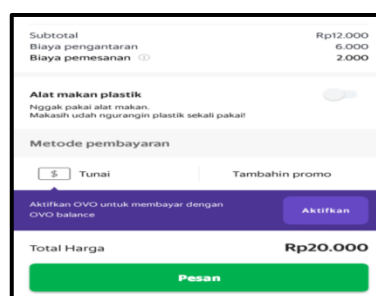 Subtotal Rp12.000
Biaya pengantaran 6.000
Biaya pemesanan 2.000
Alat makan plastik
Nggak pakai alat makan.
Makasih udah ngurangin plastik sekali pakai!
Metode pembayaran
$ Tunai Tambahin promo
Aktifkan OVO untuk membayar dengan
OVO balance
Aktifkan
Total Harga Rp20.000
Pesan